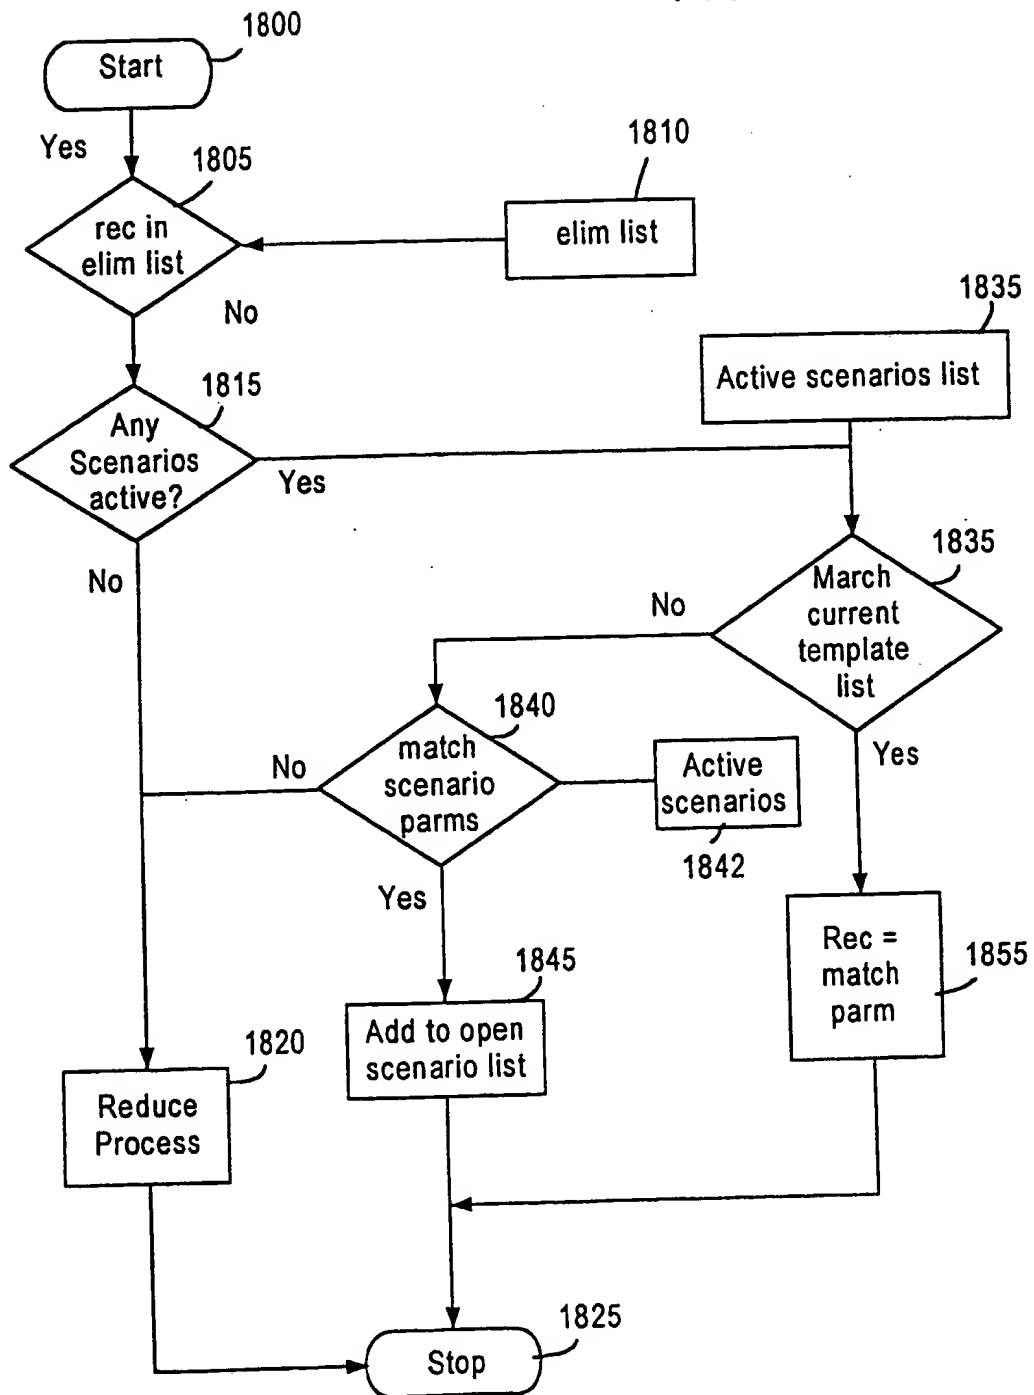 1800
Start
Yes
1805
rec in
elim list
1810
elim list
No
1835
Active scenarios list
1815
Any
Scenarios
active?
Yes
1835
March
current
template
list
No
No
1840
match
scenario
parms
No
Active
scenarios
1842
Yes
Yes
Rec =
match
parm
1855
1845
Add to open
scenario list
1820
Reduce
Process
1825
Stop